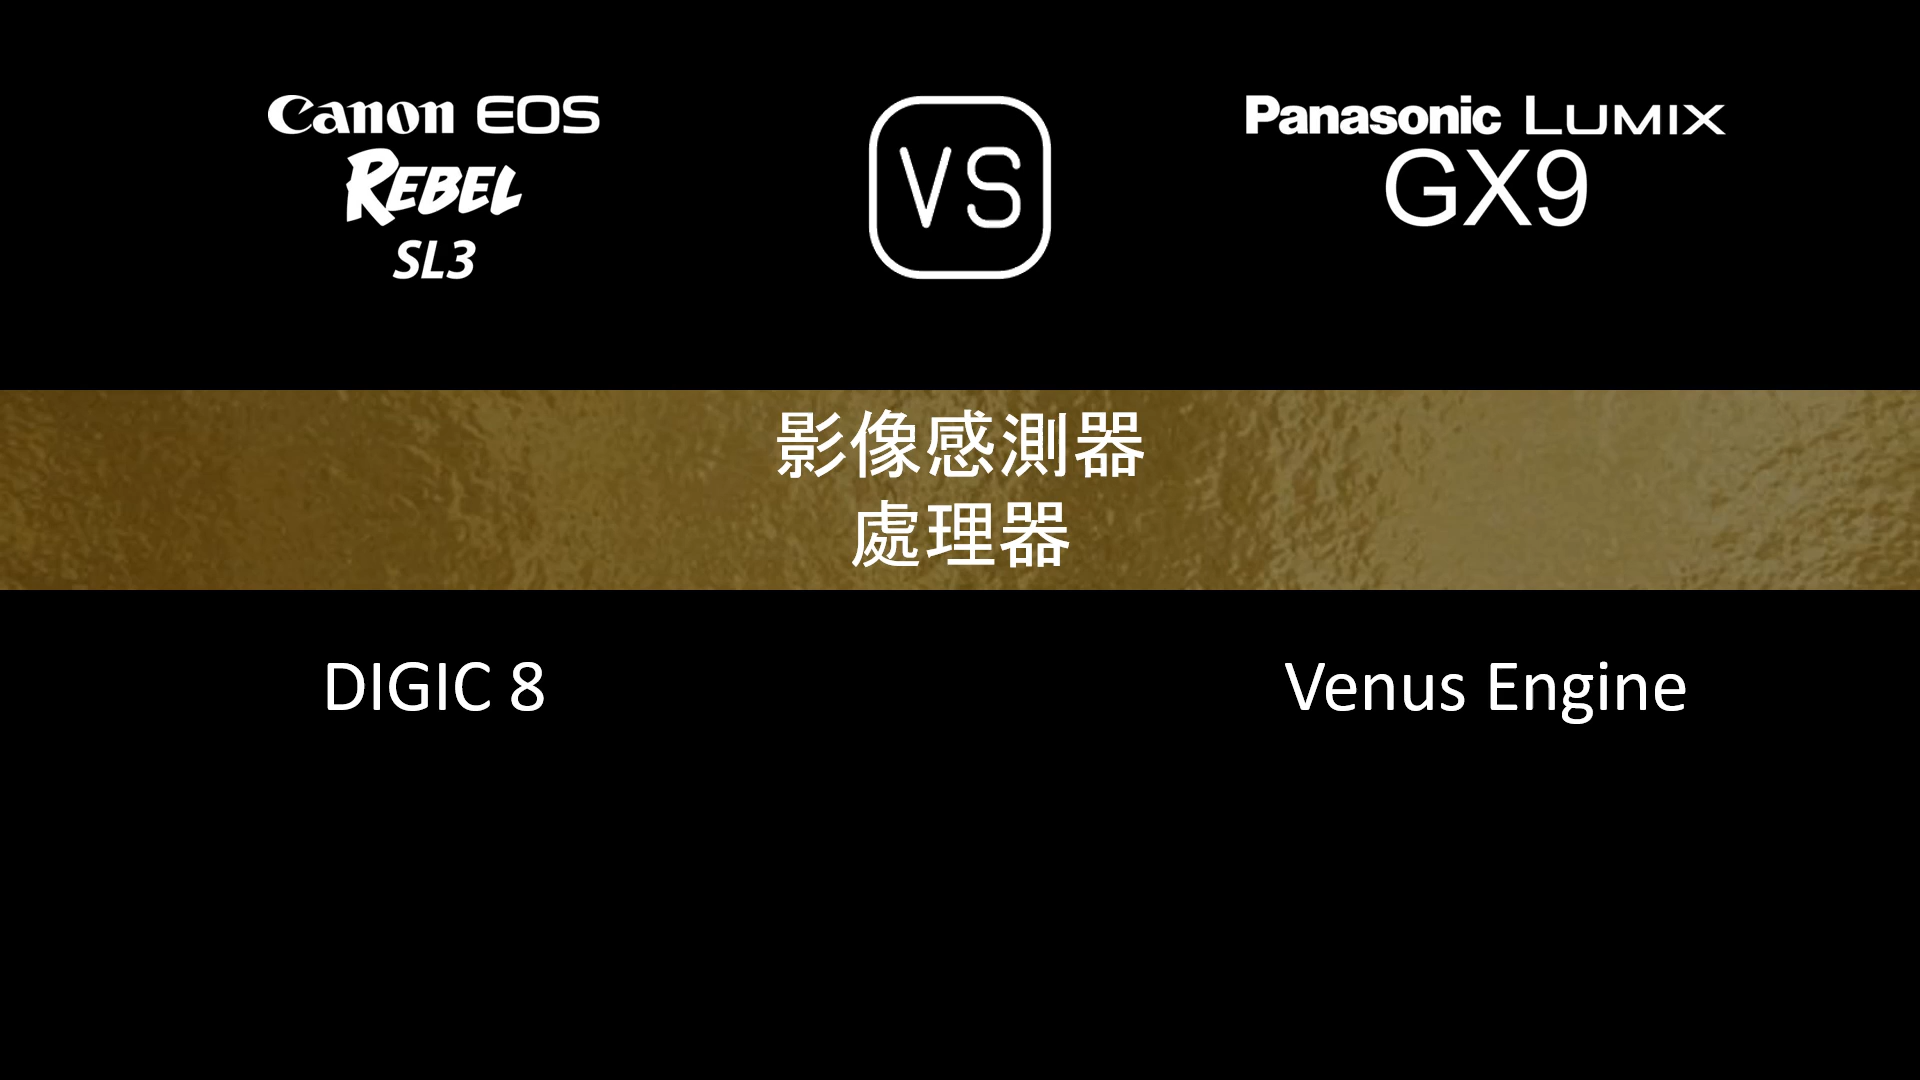 Canon EOS
REBEL
SL3
VS
Panasonic LUMIX
GX9
影像感測器
處理器
DIGIC 8
Venus Engine